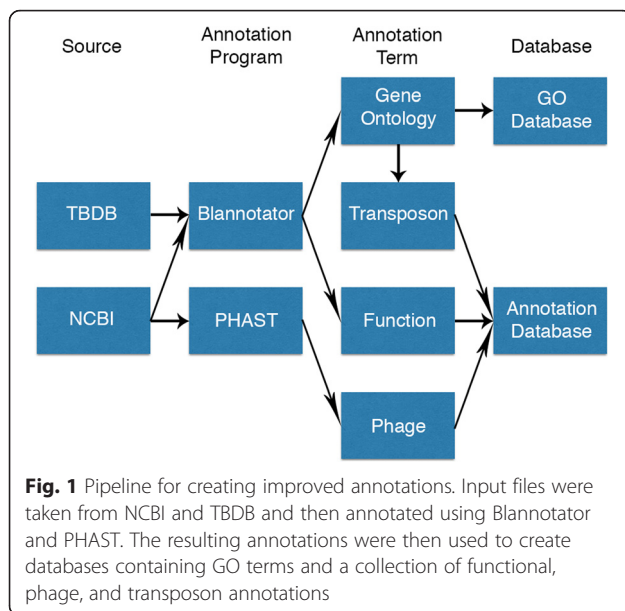 Source
Annotation
Program
Annotation
Term
Database
Gene
Ontology
GO
Database
TBDB
Blannotator
Transposon
NCBI
PHAST
Function
Annotation
Database
Phage
Fig. 1 Pipeline for creating improved annotations. Input files were
taken from NCBI and TBDB and then annotated using Blannotator
and PHAST. The resulting annotations were then used to create
databases containing GO terms and a collection of functional,
phage, and transposon annotations